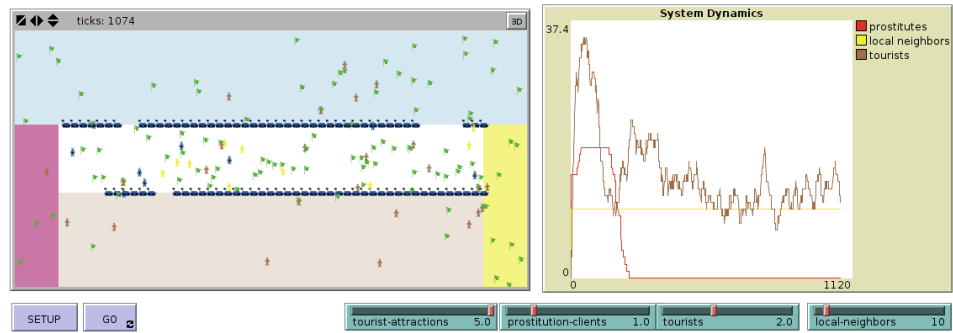 ticks: 1074
3D
System Dynamics
37.4
0
0
1120
prostitutes
local neighbors
tourists
SETUP
GO
tourist-attractions 5.0
prostitution-clients 1.0
tourists 2.0
local-neighbors 10